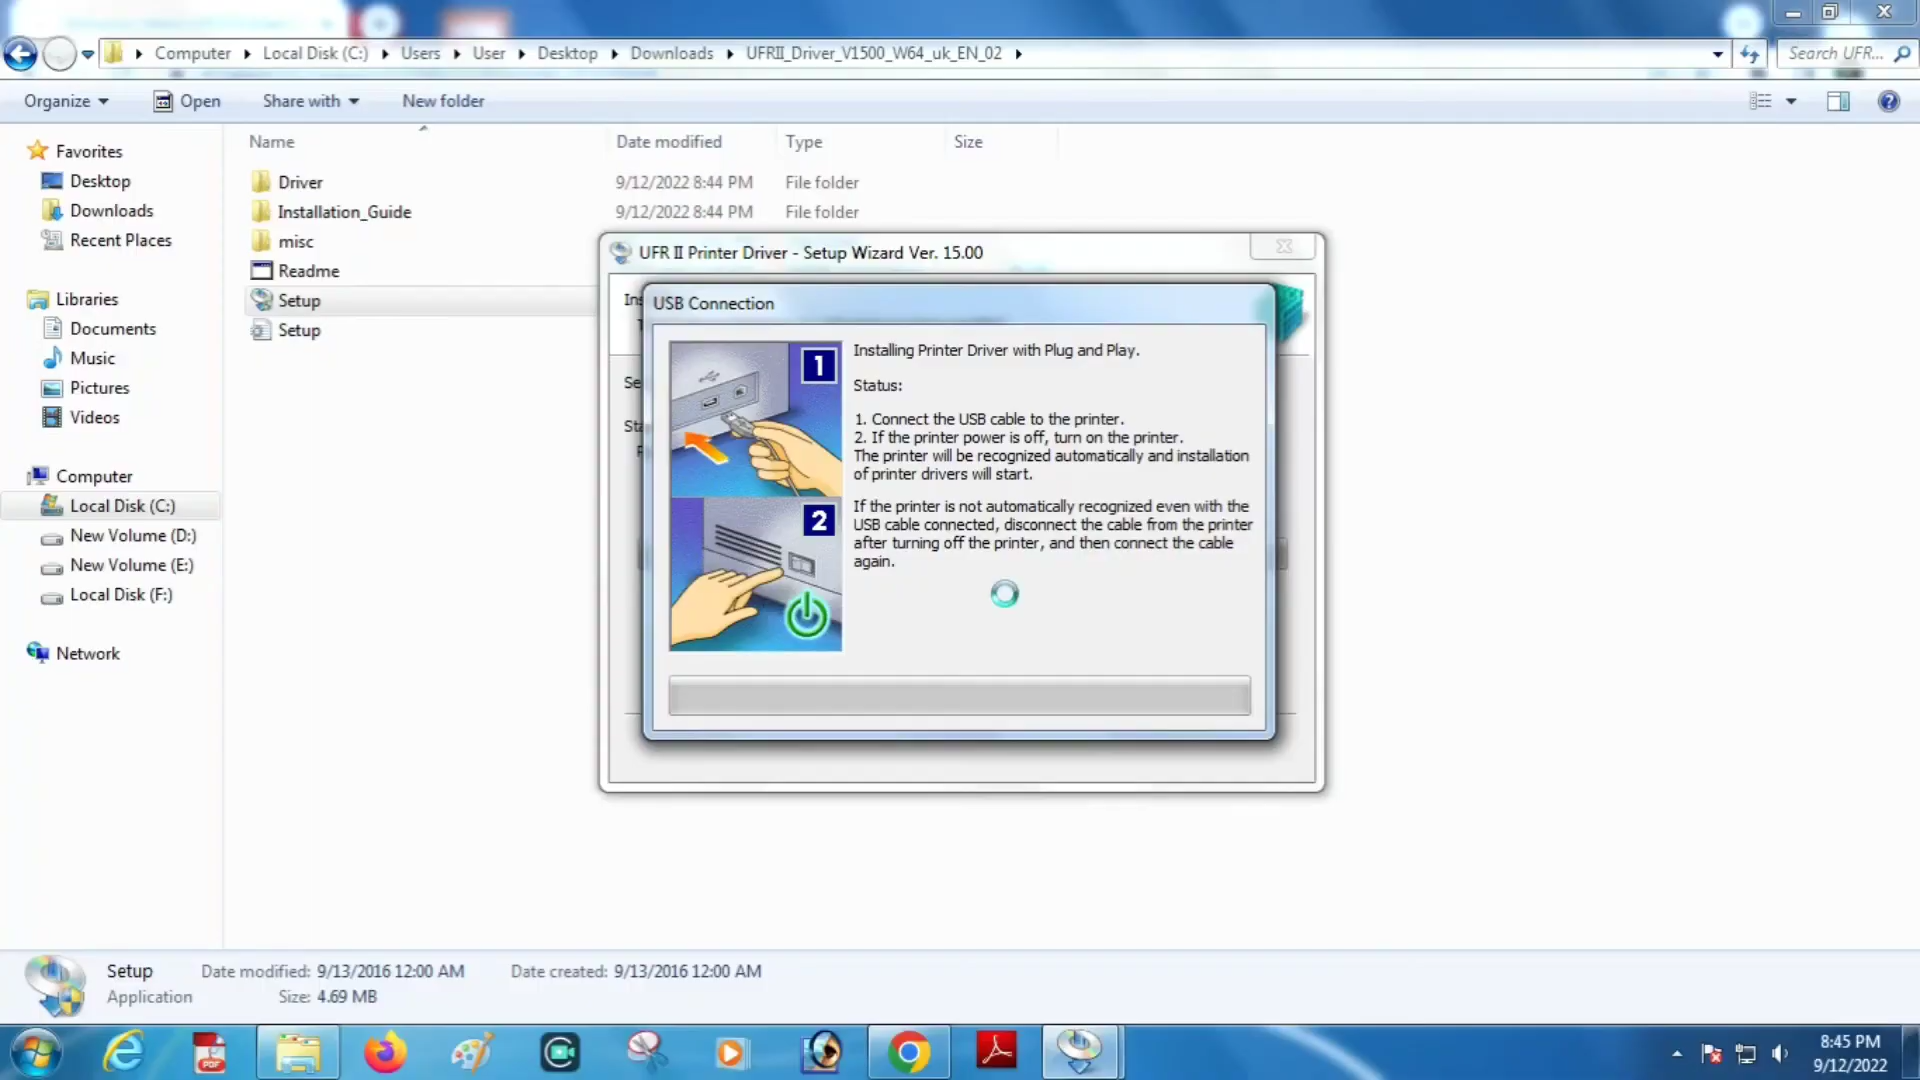 Computer
Local Disk (C:)
Users
User
Desktop
Downloads
UFRII_Driver_V1500_W64_uk_EN_02
Search UFR...
Organize
Open
Share with
New folder
Name
Date modified
Type
Size
Favorites
Desktop
Downloads
Recent Places
Libraries
Documents
Music
Pictures
Videos
Computer
Local Disk (C:)
New Volume (D:)
New Volume (E:)
Local Disk (F:)
Network
Driver 9/12/2022 8:44 PM File folder
Installation_Guide 9/12/2022 8:44 PM File folder
misc
Readme
Setup
Setup
UFR II Printer Driver - Setup Wizard Ver. 15.00
USB Connection
1
2
Installing Printer Driver with Plug and Play.
Status:
1. Connect the USB cable to the printer.
2. If the printer power is off, turn on the printer.
The printer will be recognized automatically and installation
of printer drivers will start.
If the printer is not automatically recognized even with the
USB cable connected, disconnect the cable from the printer
after turning off the printer, and then connect the cable
again.
Setup Date modified: 9/13/2016 12:00 AM Date created: 9/13/2016 12:00 AM
Application Size: 4.69 MB
PDF
8:45 PM
9/12/2022